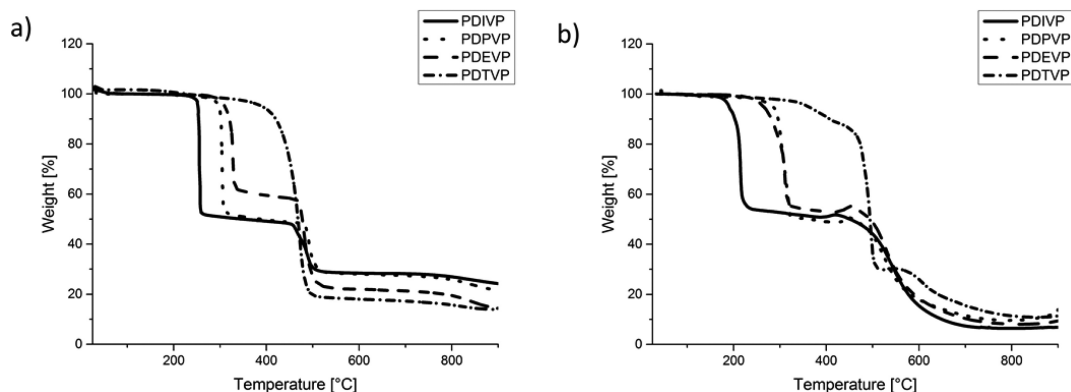 a)
PDIVP
PDPVP
PDEVP
PDTVP
120
100
80
60
40
20
0
Weight [%]
200
400
600
800
Temperature [°C]
b)
PDIVP
PDPVP
PDEVP
PDTVP
120
100
80
60
40
20
0
Weight [%]
200
400
600
800
Temperature [°C]